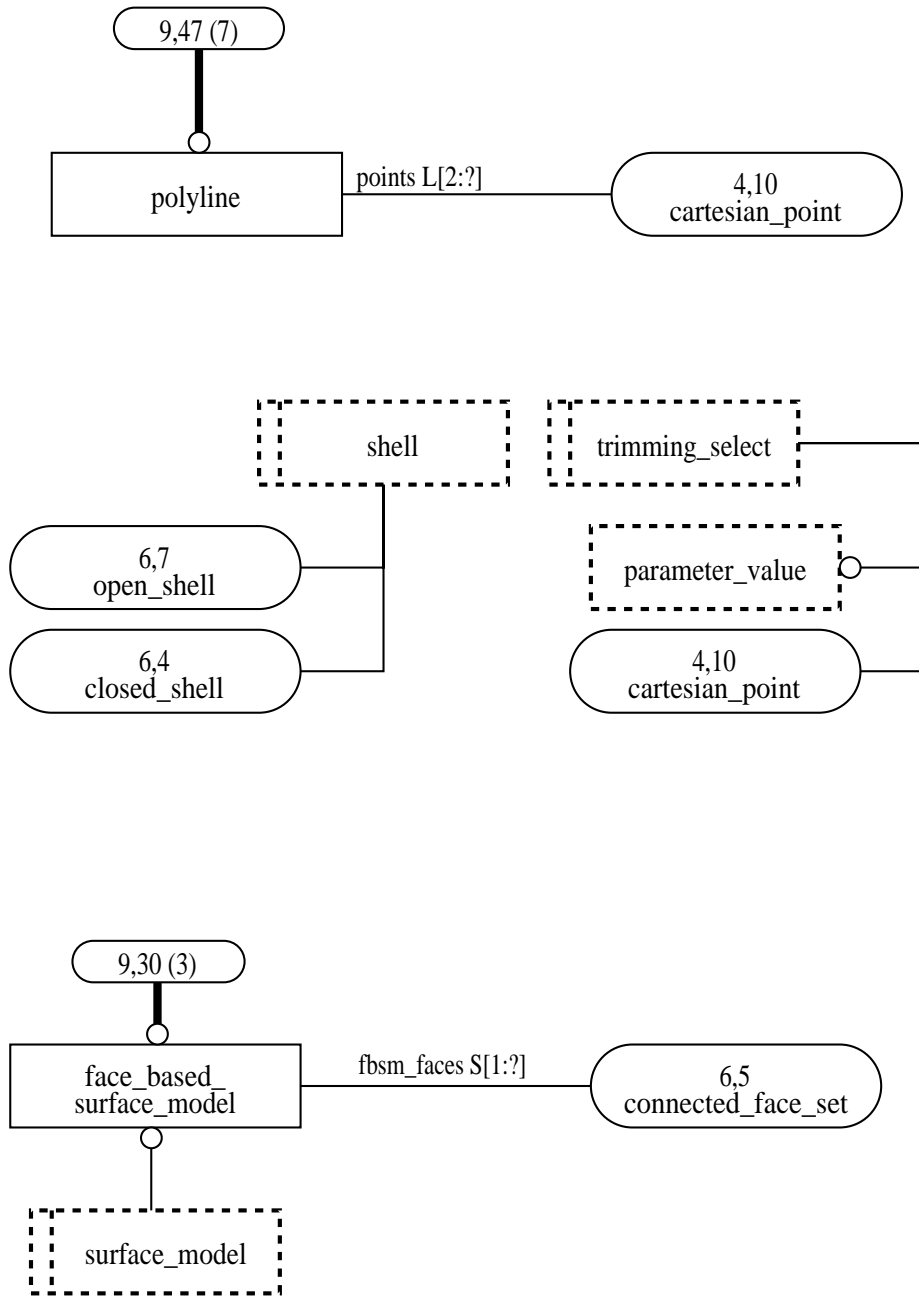 9,47 (7)
polyline
points L[2:?]
4,10
cartesian_point
shell
trimming_select
6,7
open_shell
parameter_value
6,4
closed_shell
4,10
cartesian_point
9,30 (3)
face_based_
surface_model
fbsm_faces S[1:?]
6,5
connected_face_set
surface_model